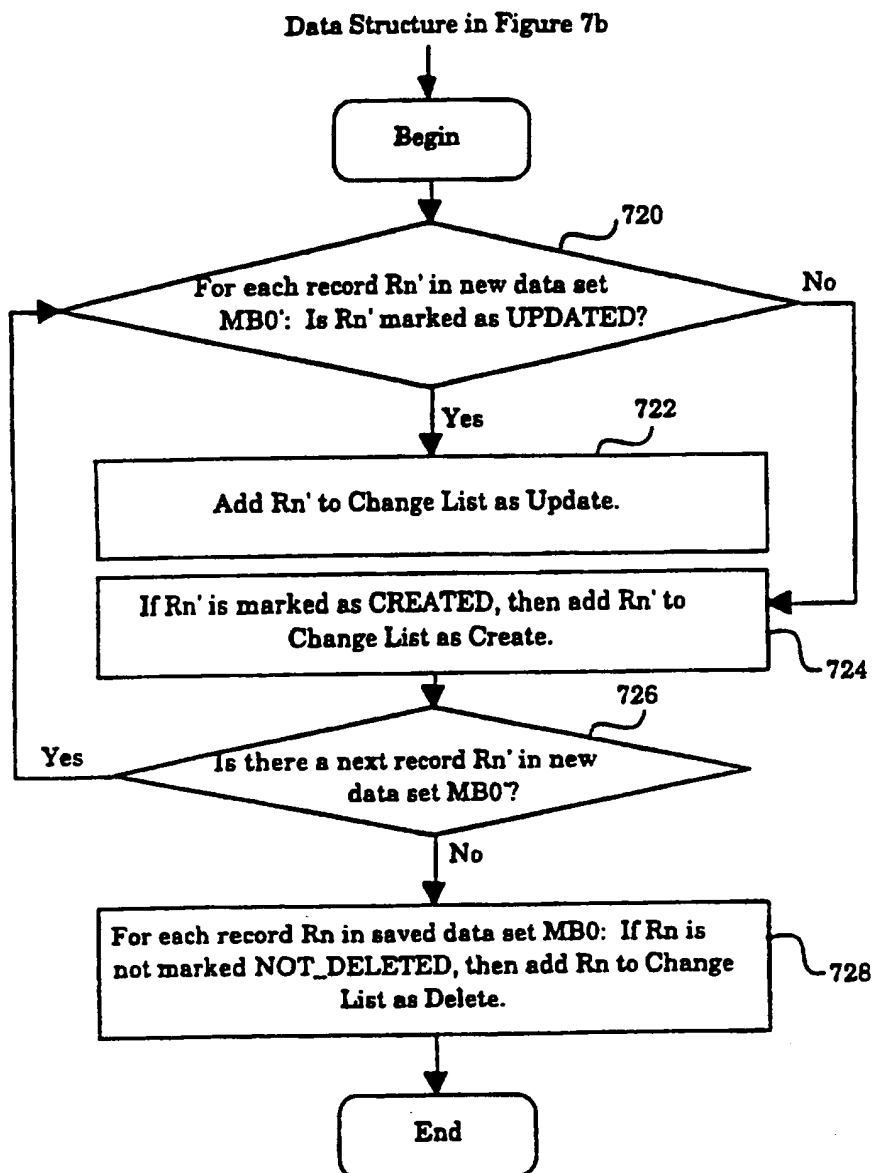 Data Structure in Figure 7b
Begin
720
For each record Rn' in new data set
MB0': Is Rn' marked as UPDATED?
No
Yes
722
Add Rn' to Change List as Update.
If Rn' is marked as CREATED, then add Rn' to
Change List as Create.
724
726
Yes
Is there a next record Rn' in new
data set MB0'?
No
For each record Rn in saved data set MB0: If Rn is
not marked NOT_DELETED, then add Rn to Change
List as Delete.
728
End